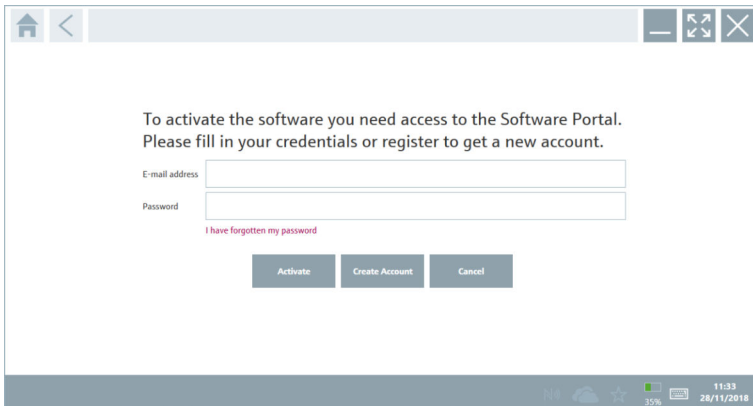 To activate the software you need access to the Software Portal.
Please fill in your credentials or register to get a new account.
E-mail address
Password
I have forgotten my password
Activate
Create Account
Cancel
35%
11:33
28/11/2018